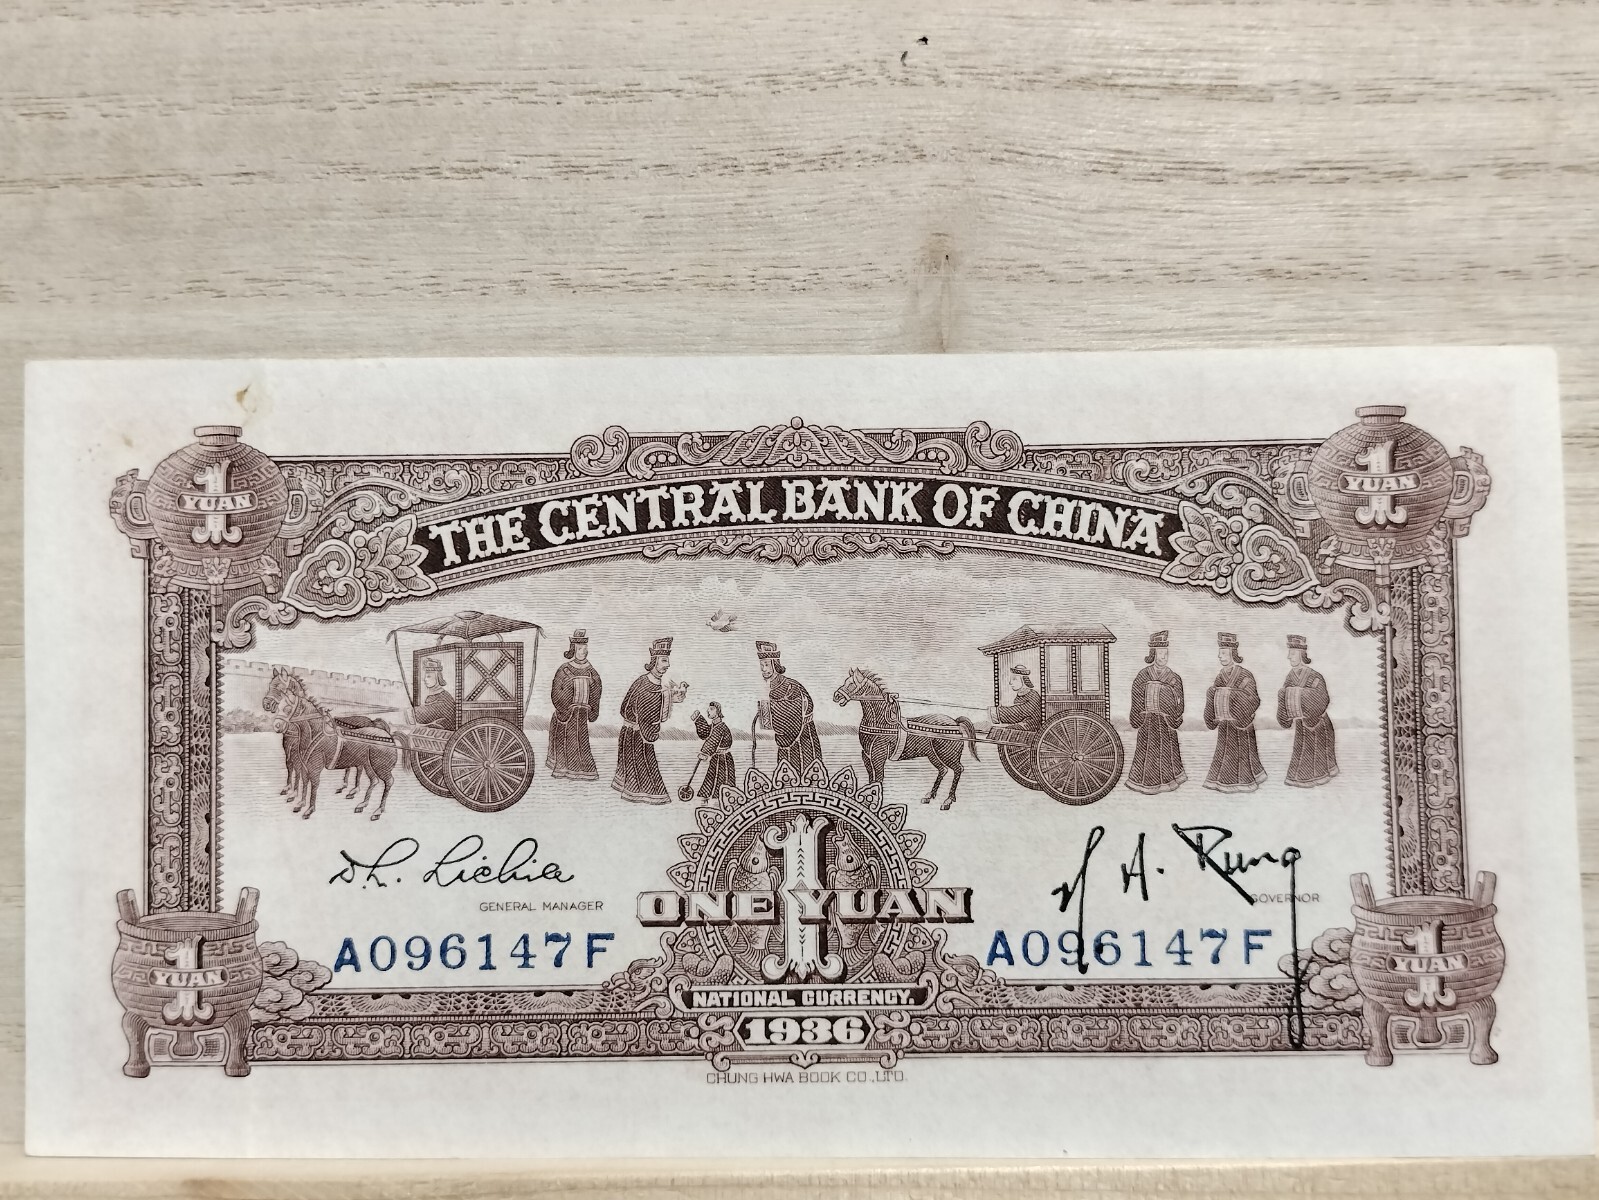 1 YUAN
1 YUAN
THE CENTRAL BANK OF CHINA
GENERAL MANAGER
GOVERNOR
ONE 1 YUAN
A096147F
A096147F
1 YUAN
1 YUAN
NATIONAL CURRENCY.
1936
CHUNG HWA BOOK CO.,LTD.